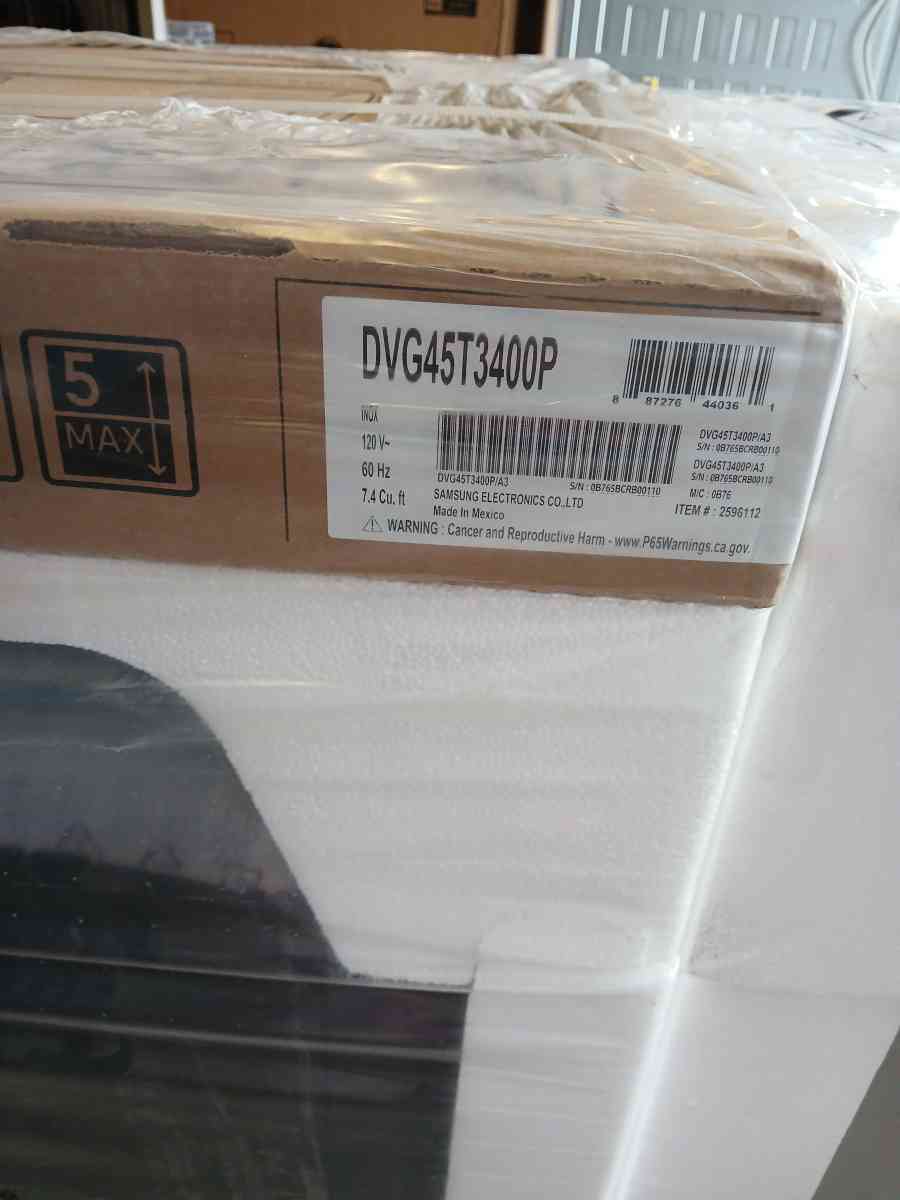 5
MAX
DVG45T3400P
8 87276 44036 1
INOX
120 V~
60 Hz
7.4 Cu. ft
DVG45T3400P/A3
S/N : 0B765BCRB00110
SAMSUNG ELECTRONICS CO.,LTD
Made In Mexico
DVG45T3400P/A3
S/N : 0B765BCRB00110
DVG45T3400P/A3
S/N : 0B765BCRB00110
M/C : 0B76
ITEM # : 2596112
⚠ WARNING : Cancer and Reproductive Harm - www.P65Warnings.ca.gov.